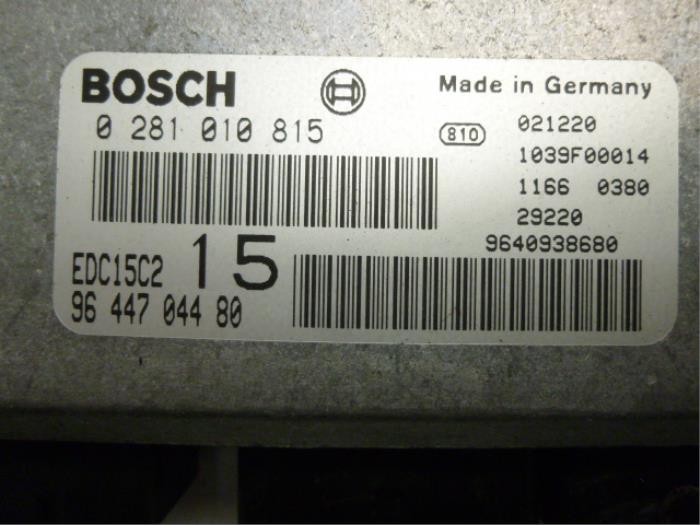 BOSCH
Made in Germany
0 281 010 815
810
021220
1039F00014
1166 0380
29220
9640938680
EDC15C2 15
96 447 044 80